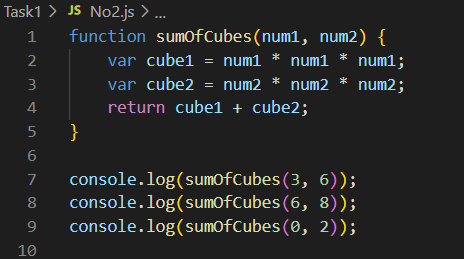 Task1 > JS No2.js > ...
1 function sumOfCubes(num1, num2) {
2     var cube1 = num1 * num1 * num1;
3     var cube2 = num2 * num2 * num2;
4     return cube1 + cube2;
5 }
6
7 console.log(sumOfCubes(3, 6));
8 console.log(sumOfCubes(6, 8));
9 console.log(sumOfCubes(0, 2));
10